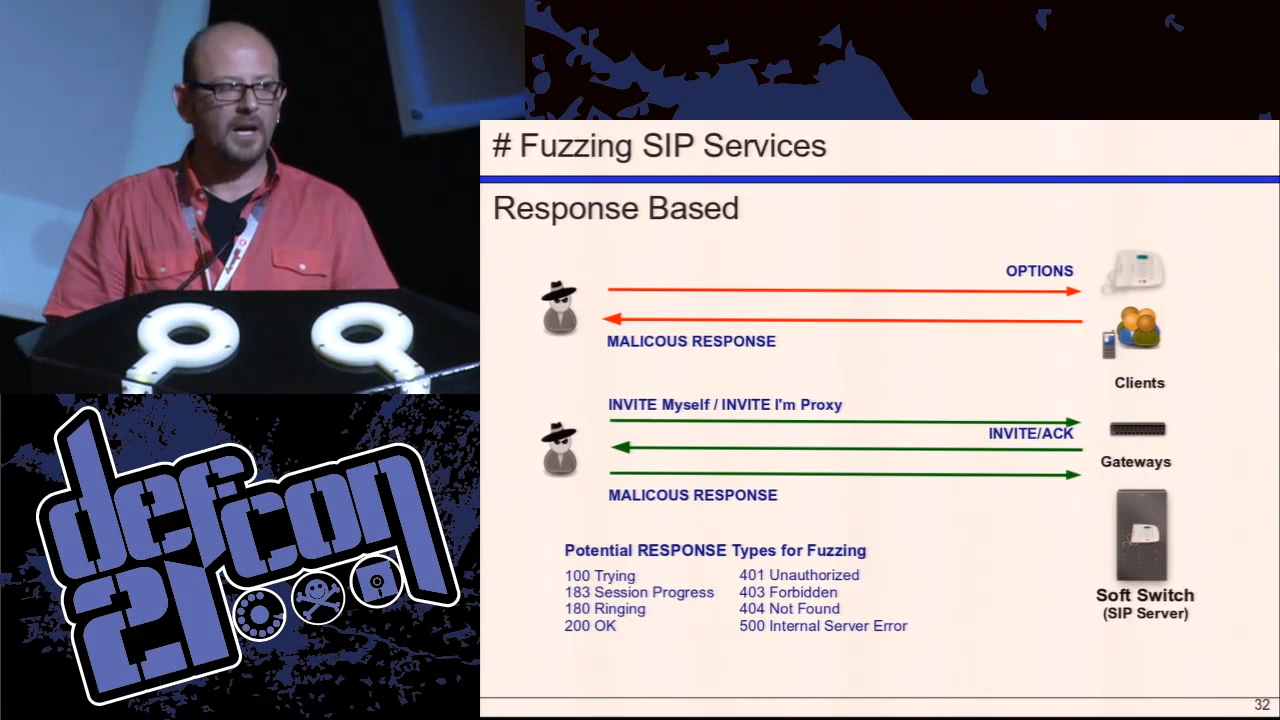 # Fuzzing SIP Services
Response Based
OPTIONS
MALICOUS RESPONSE
Clients
INVITE Myself / INVITE I'm Proxy
INVITE/ACK
Gateways
MALICOUS RESPONSE
Potential RESPONSE Types for Fuzzing
100 Trying
183 Session Progress
180 Ringing
200 OK
401 Unauthorized
403 Forbidden
404 Not Found
500 Internal Server Error
Soft Switch
(SIP Server)
32
defcon
21